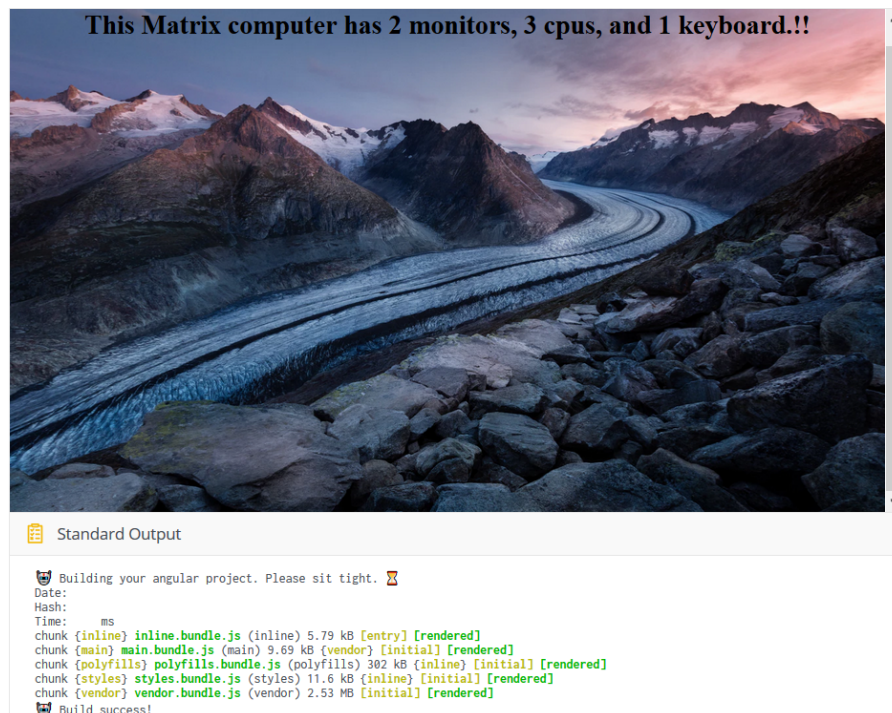 This Matrix computer has 2 monitors, 3 cpus, and 1 keyboard.!!
Standard Output
Building your angular project. Please sit tight.
Date:
Hash:
Time: ms
chunk {inline} inline.bundle.js (inline) 5.79 kB [entry] [rendered]
chunk {main} main.bundle.js (main) 9.69 kB {vendor} [initial] [rendered]
chunk {polyfills} polyfills.bundle.js (polyfills) 302 kB {inline} [initial] [rendered]
chunk {styles} styles.bundle.js (styles) 11.6 kB {inline} [initial] [rendered]
chunk {vendor} vendor.bundle.js (vendor) 2.53 MB [initial] [rendered]
Build success!